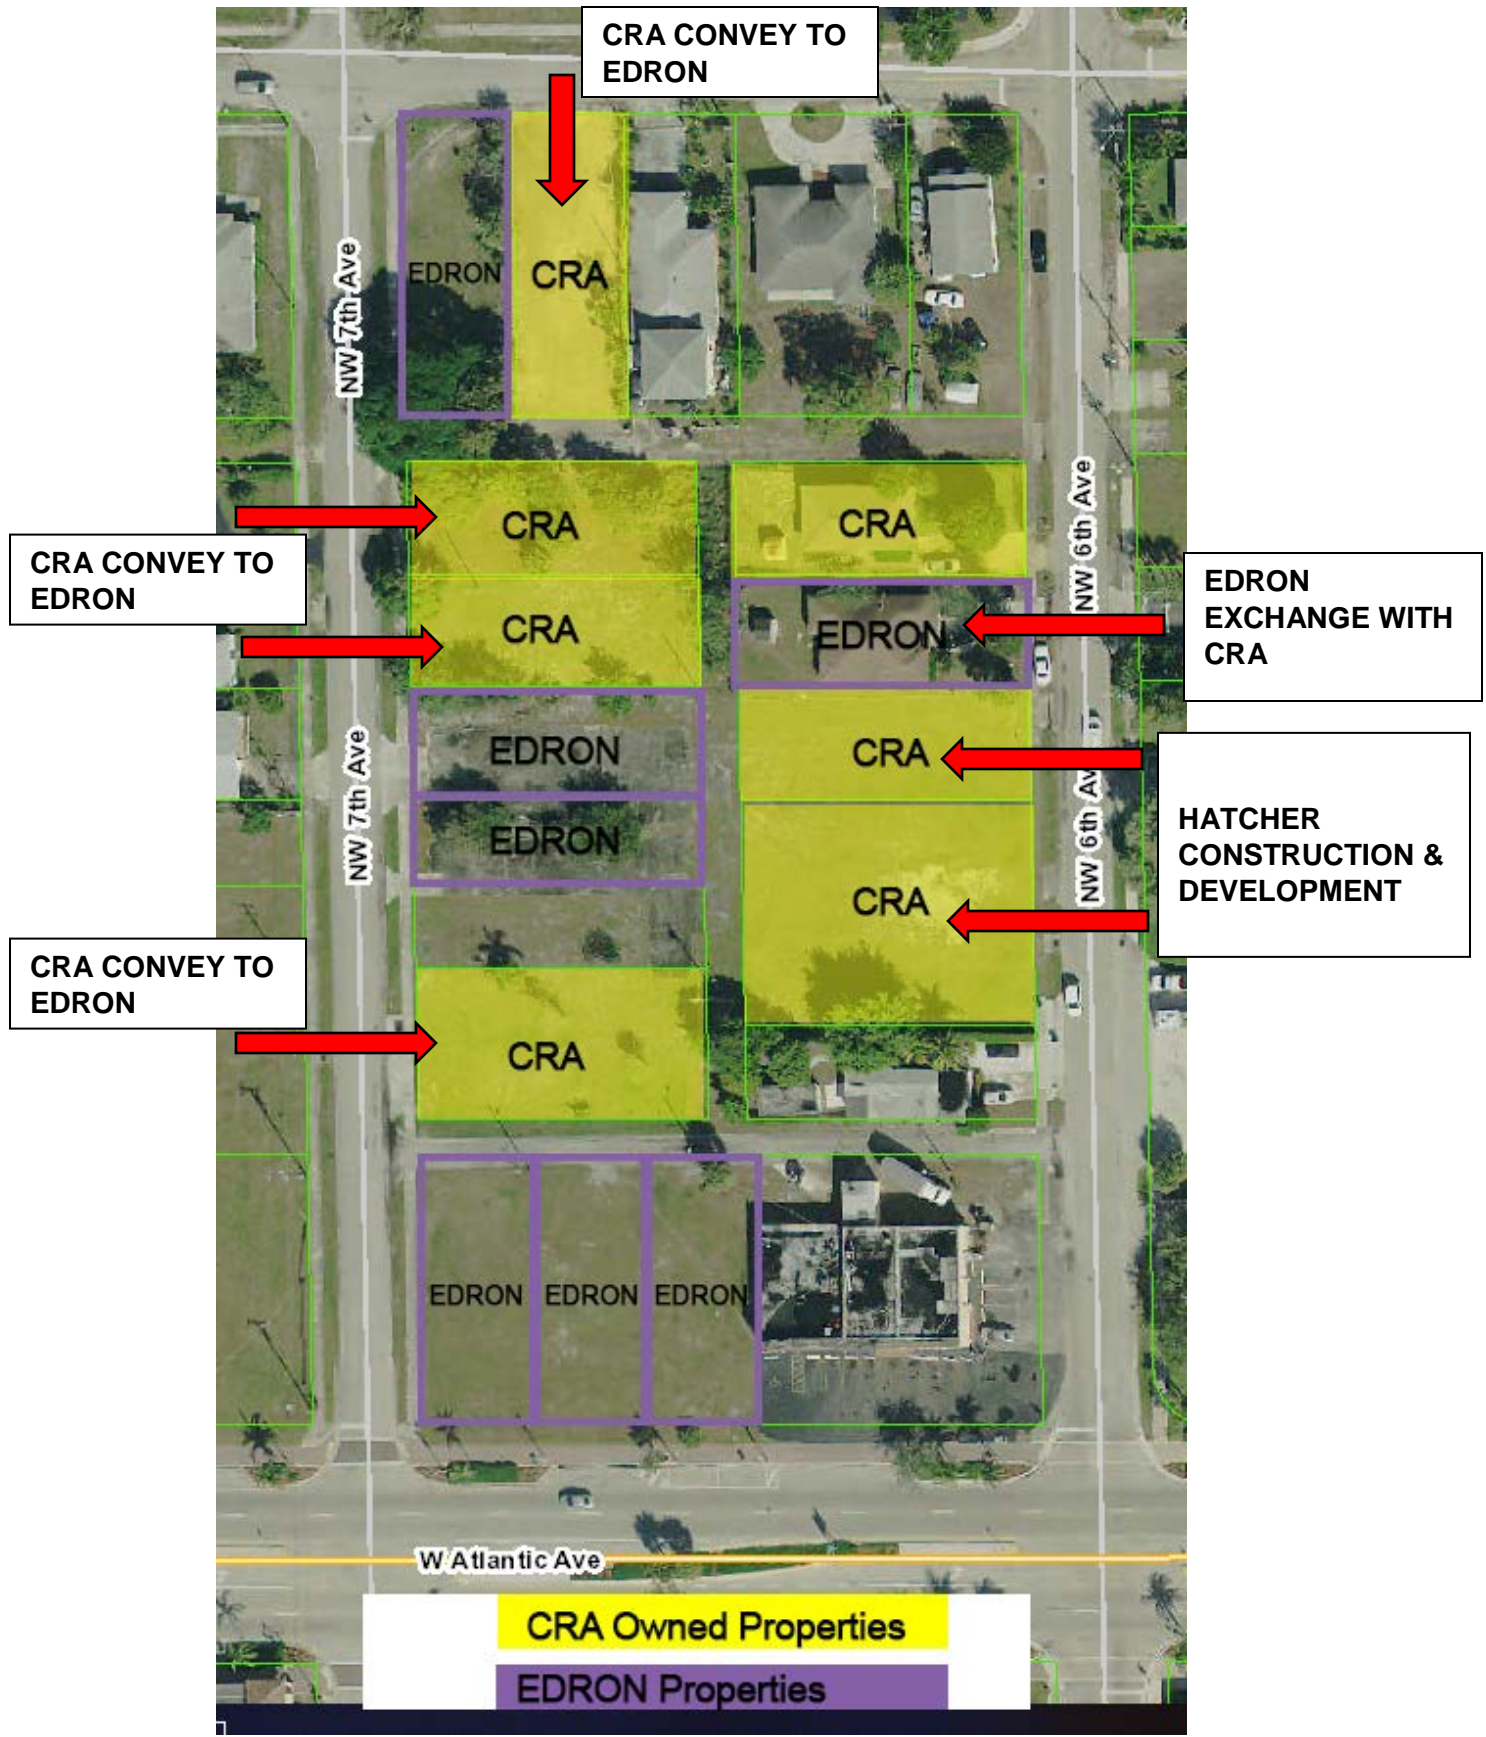 CRA CONVEY TO
EDRON
EDRON
CRA
NW 7th Ave
CRA
CRA
NW 6th Ave
CRA CONVEY TO
EDRON
CRA
EDRON
EDRON
EXCHANGE WITH
CRA
EDRON
CRA
NW 7th Ave
EDRON
NW 6th Av
CRA
HATCHER
CONSTRUCTION &
DEVELOPMENT
CRA CONVEY TO
EDRON
CRA
EDRON
EDRON
EDRON
W Atlantic Ave
CRA Owned Properties
EDRON Properties